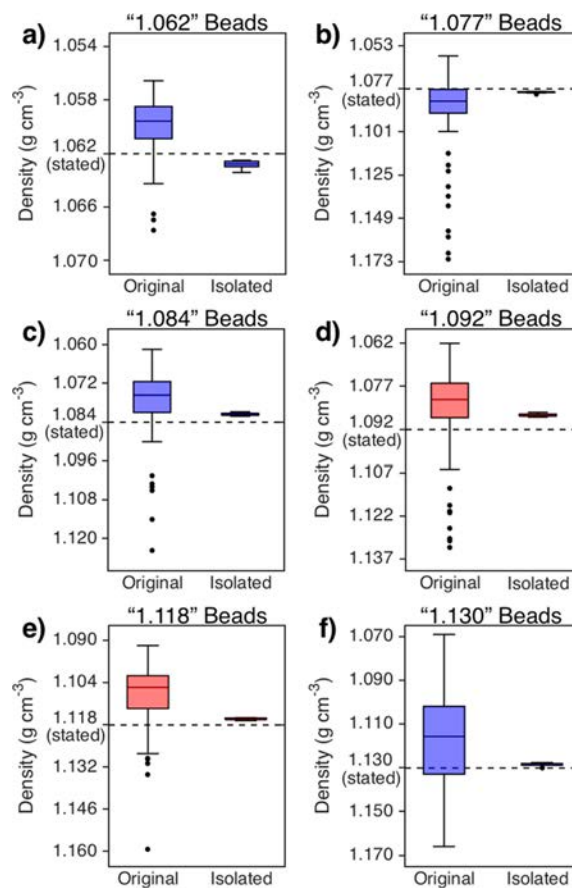 a) "1.062" Beads
Density (g cm⁻³)
1.054
1.058
1.062
(stated)
1.066
1.070
Original Isolated
b) "1.077" Beads
Density (g cm⁻³)
1.053
1.077
(stated)
1.101
1.125
1.149
1.173
Original Isolated
c) "1.084" Beads
Density (g cm⁻³)
1.060
1.072
1.084
(stated)
1.096
1.108
1.120
Original Isolated
d) "1.092" Beads
Density (g cm⁻³)
1.062
1.077
1.092
(stated)
1.107
1.122
1.137
Original Isolated
e) "1.118" Beads
Density (g cm⁻³)
1.090
1.104
1.118
(stated)
1.132
1.146
1.160
Original Isolated
f) "1.130" Beads
Density (g cm⁻³)
1.070
1.090
1.110
1.130
(stated)
1.150
1.170
Original Isolated